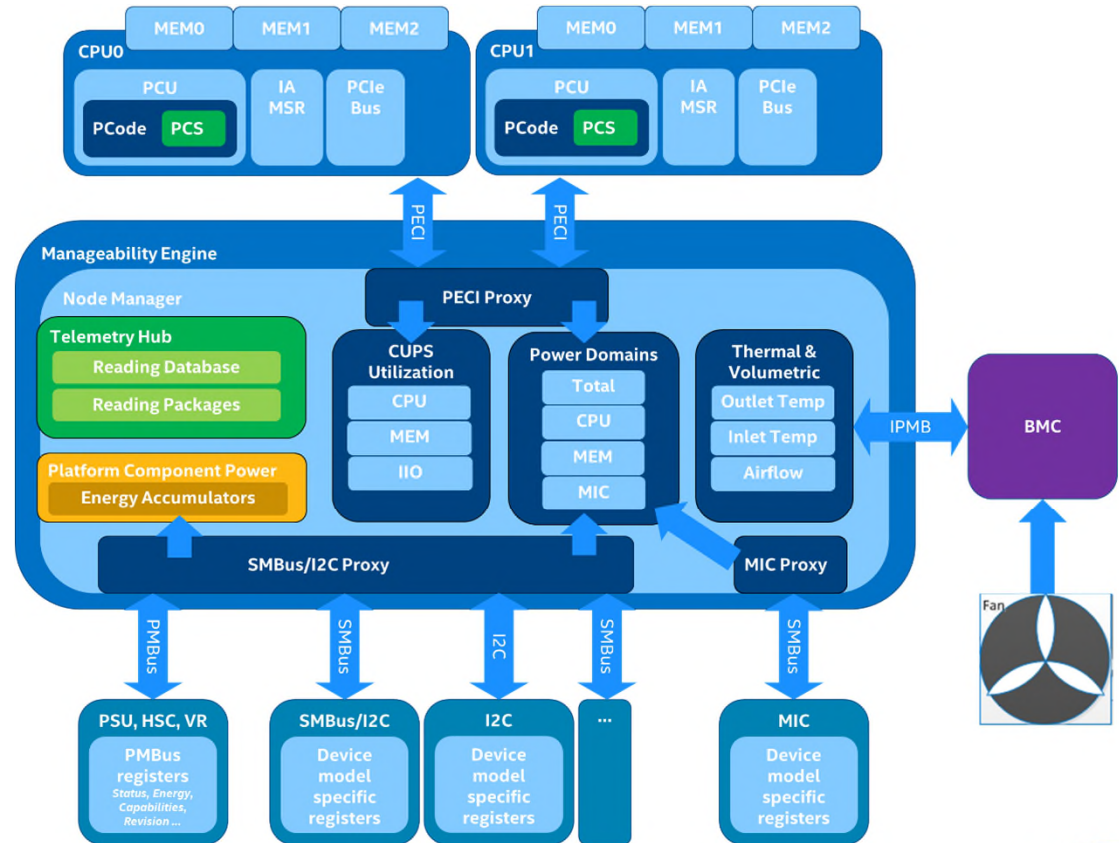 MEM0
MEM1
MEM2
CPU0
PCU
PCode
PCS
IA
MSR
PCIe
Bus
MEM0
MEM1
MEM2
CPU1
PCU
PCode
PCS
IA
MSR
PCIe
Bus
PECI
PECI
Manageability Engine
Node Manager
PECI Proxy
Telemetry Hub
Reading Database
Reading Packages
Platform Component Power
Energy Accumulators
CUPS
Utilization
CPU
MEM
IIO
Power Domains
Total
CPU
MEM
MIC
Thermal &
Volumetric
Outlet Temp
Inlet Temp
Airflow
IPMB
BMC
SMBus/I2C Proxy
MIC Proxy
Fan
PMBus
SMBus
I2C
SMBus
SMBus
PSU, HSC, VR
PMBus
registers
Status, Energy,
Capabilities,
Revision ...
SMBus/I2C
Device
model
specific
registers
I2C
Device
model
specific
registers
...
MIC
Device
model
specific
registers